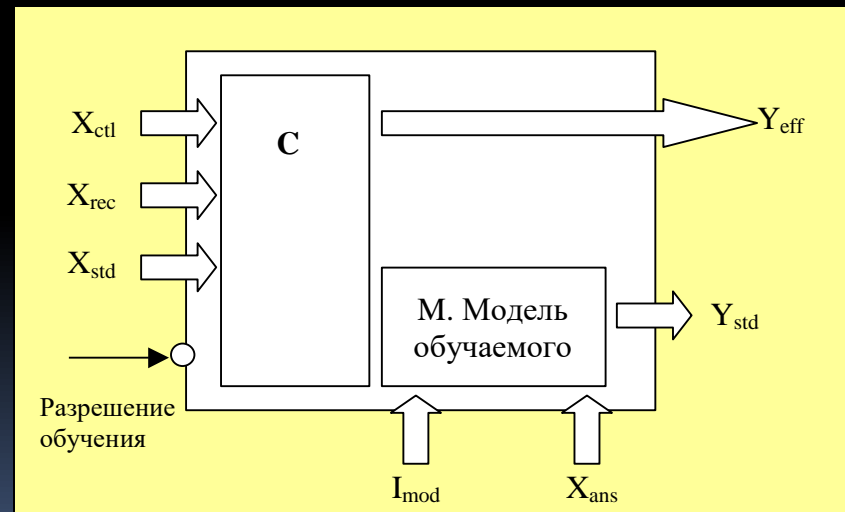 X_ctl
C
Y_eff
X_rec
X_std
М. Модель
обучаемого
Y_std
Разрешение
обучения
I_mod
X_ans